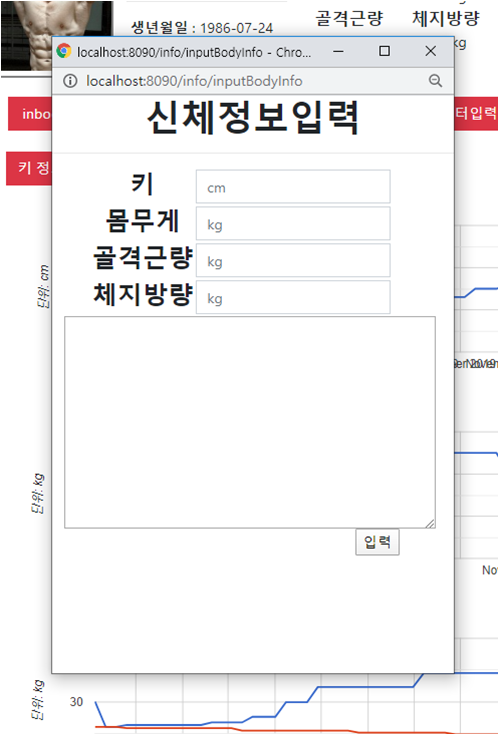 생년월일 : 1986-07-24
골격근량 체지방량
kg
localhost:8090/info/inputBodyInfo - Chro...
localhost:8090/info/inputBodyInfo
신체정보입력
inbo
터입력
키 정
키 cm
몸무게 kg
골격근량 kg
체지방량 kg
단위: cm
2019
Novem
단위: kg
입력
Nov
단위: kg
30